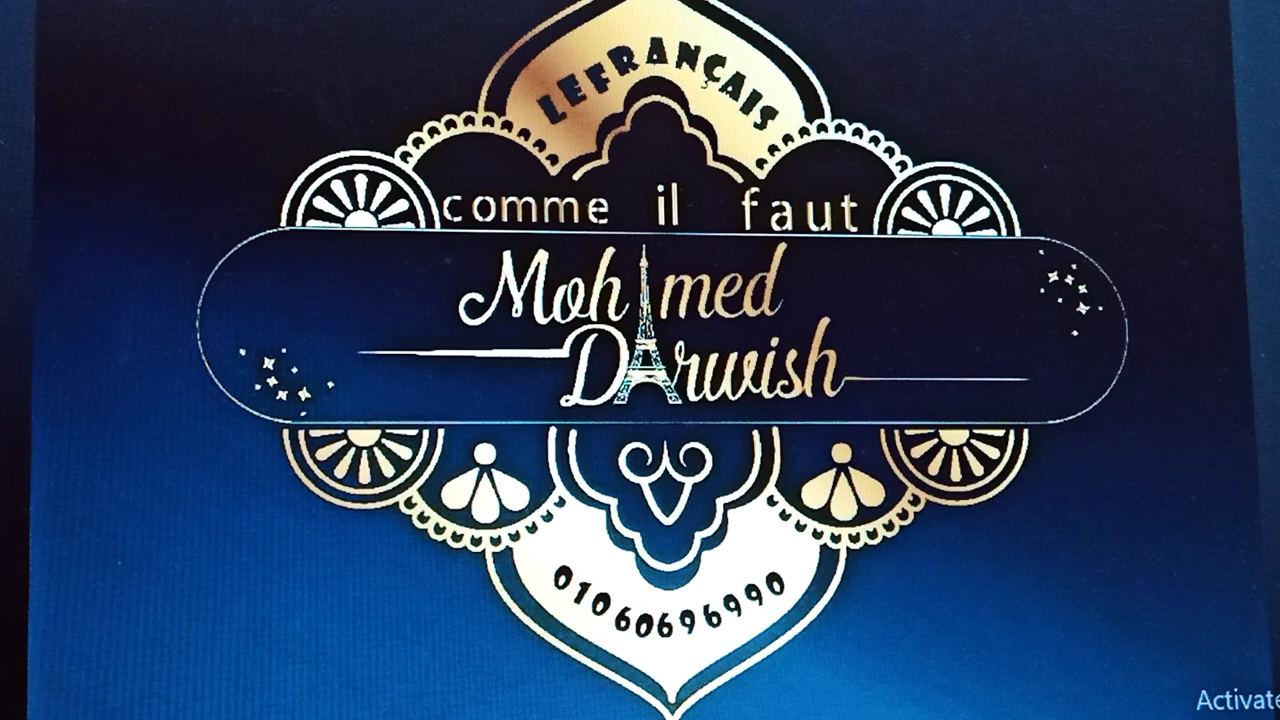 LEFRANÇAIS
comme il faut
Mohamed
Darwish
01060696990
Activate